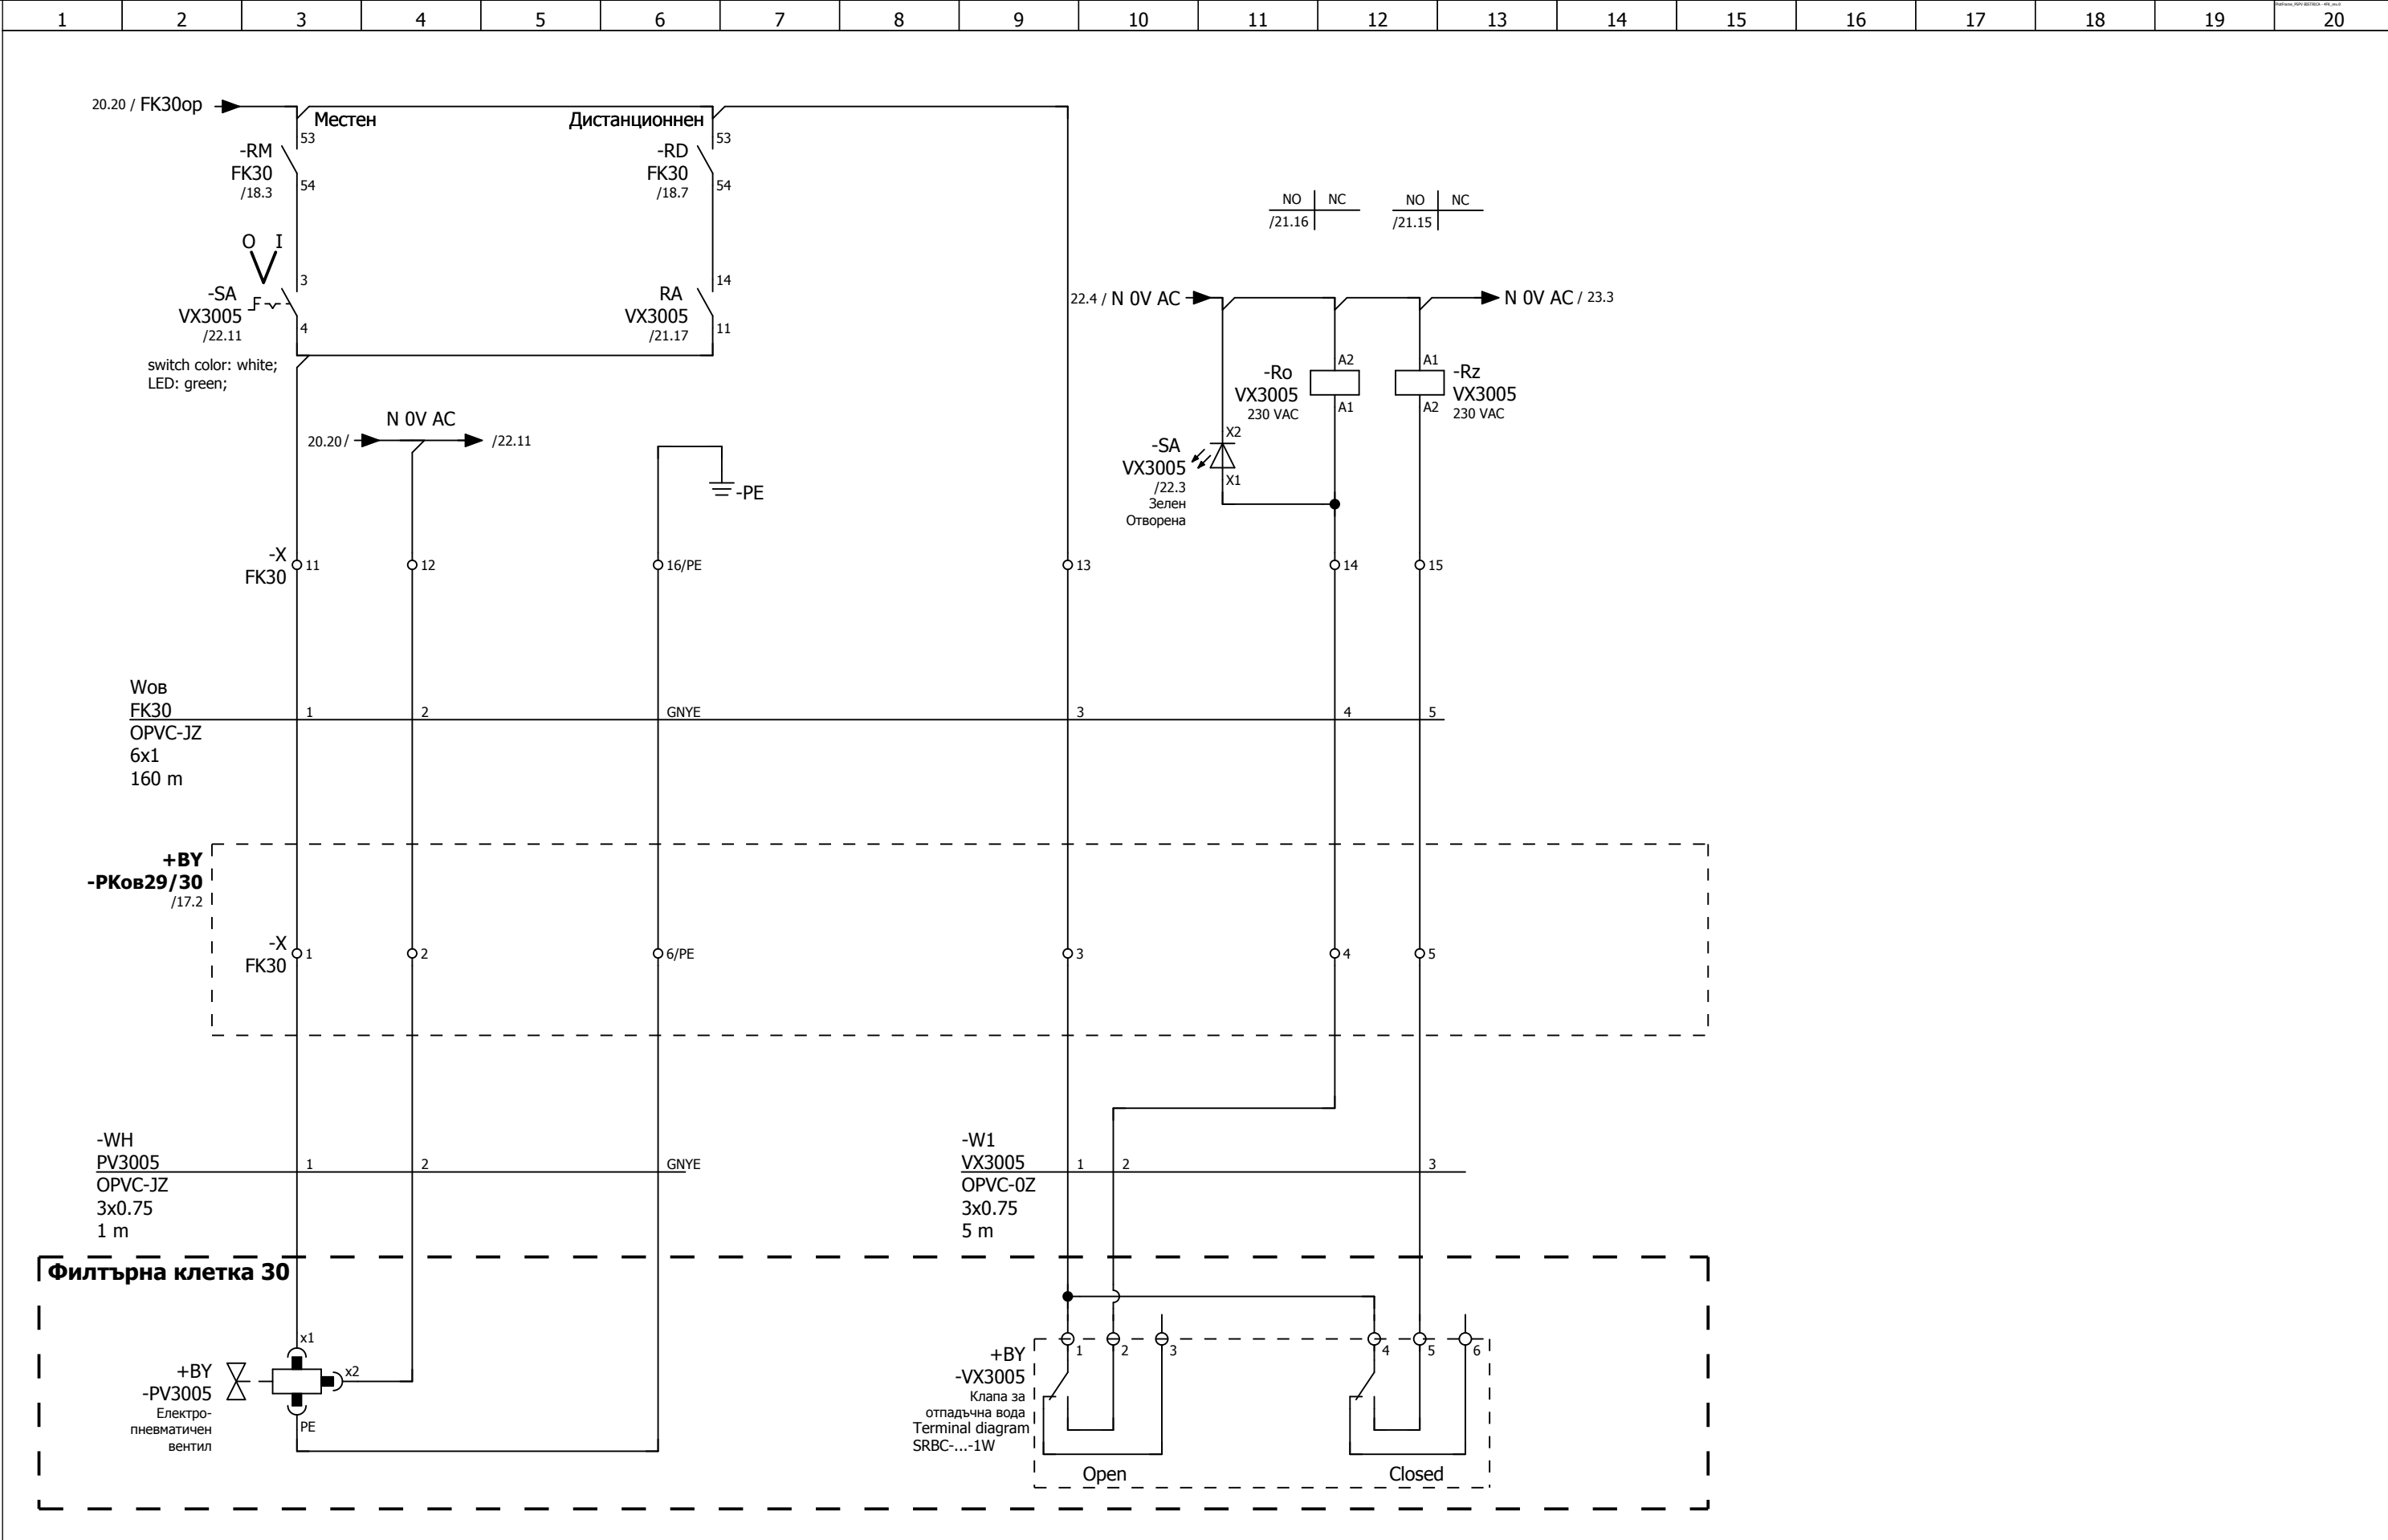 1 2 3 4 5 6 7 8 9 10 11 12 13 14 15 16 17 18 19 20
20.20 / FK30op
Местен
Дистанционнен
53
-RM
FK30
/18.3
54
53
-RD
FK30
/18.7
54
O I
3
-SA
VX3005
/22.11
4
switch color: white;
LED: green;
14
RA
VX3005
/21.17
11
NO NC
/21.16
NO NC
/21.15
22.4 / N 0V AC
N 0V AC / 23.3
A2
-Ro
VX3005
230 VAC
A1
A1
-Rz
VX3005
230 VAC
A2
N 0V AC
20.20/
/22.11
-PE
X2
-SA
VX3005
/22.3
Зелен
Отворена
X1
-X
FK30
11 12 16/PE 13 14 15
Wов
FK30
OPVC-JZ
6x1
160 m
1 2 GNYE 3 4 5
+BY
-РКов29/30
/17.2
-X
FK30
1 2 6/PE 3 4 5
-WH
PV3005
OPVC-JZ
3x0.75
1 m
1 2 GNYE
-W1
VX3005
OPVC-0Z
3x0.75
5 m
1 2 3
Филтърна клетка 30
x1
x2
PE
+BY
-PV3005
Електро-
пневматичен
вентил
+BY
-VX3005
Клапа за
отпадъчна вода
Terminal diagram
SRBC-...-1W
1 2 3 4 5 6
Open
Closed